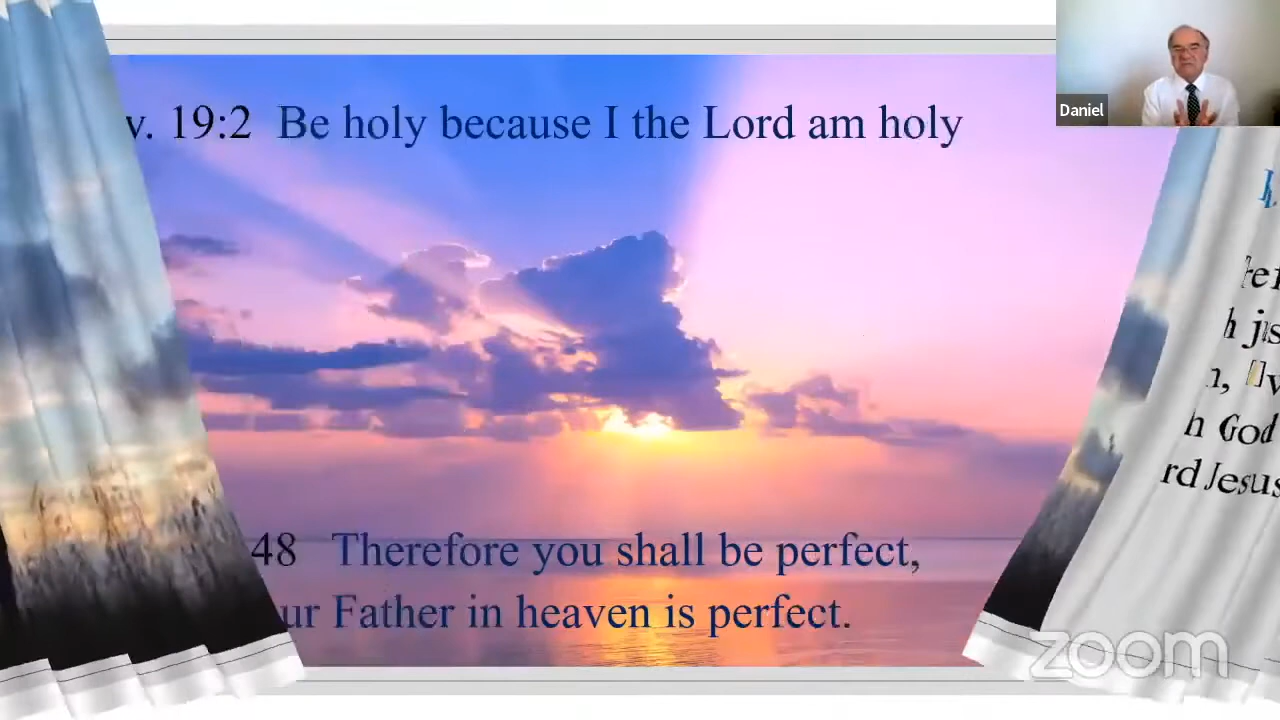 v. 19:2 Be holy because I the Lord am holy
Daniel
h God
rd Jesus
48 Therefore you shall be perfect,
ur Father in heaven is perfect.
zoom